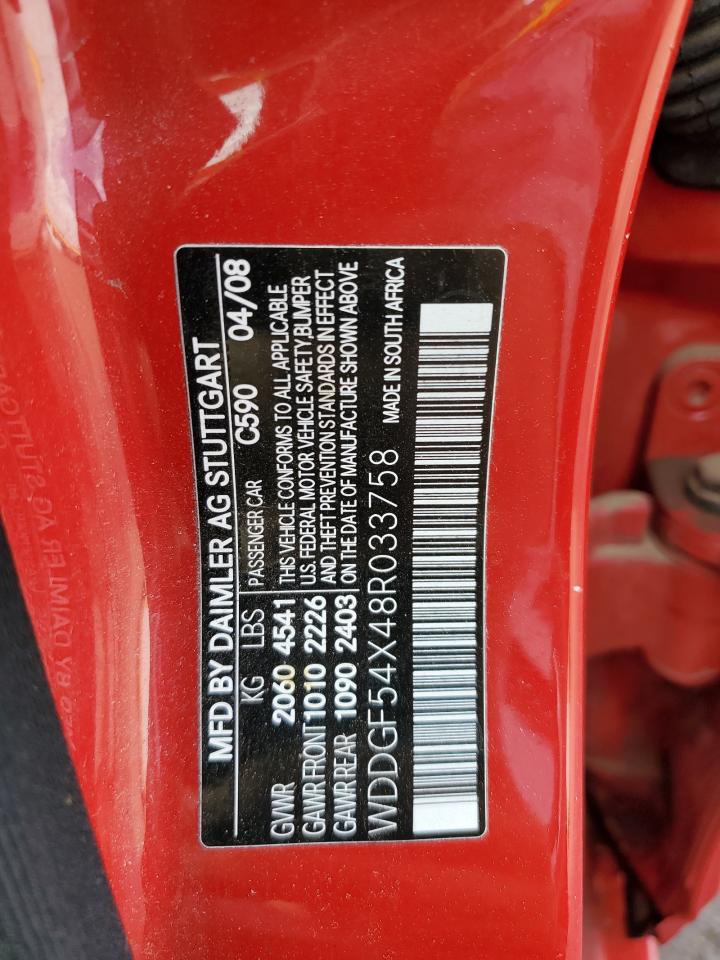 MFD BY DAIMLER AG STUTTGART
KG LBS C590 04/08
PASSENGER CAR
GVWR 2060 4541
GAWR FRONT 1010 2226
GAWR REAR 1090 2403
THIS VEHICLE CONFORMS TO ALL APPLICABLE
U.S. FEDERAL MOTOR VEHICLE SAFETY, BUMPER
AND THEFT PREVENTION STANDARDS IN EFFECT
ON THE DATE OF MANUFACTURE SHOWN ABOVE
WDDGF54X48R033758 MADE IN SOUTH AFRICA